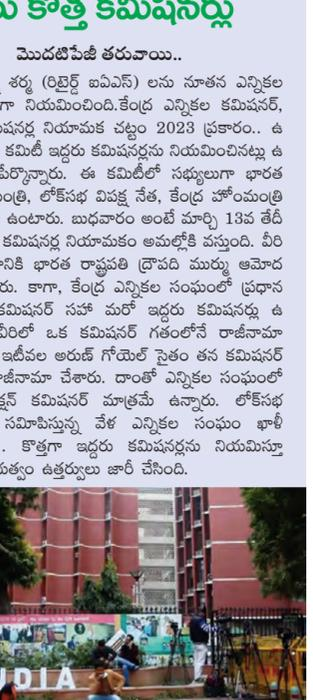 కొత్త కమిషనర్లు
మొదటిపేజీ తరువాయి..
శర్మ (రిటైర్డ్ ఐఏఎస్) లను నూతన ఎన్నికల
గా నియమించింది.కేంద్ర ఎన్నికల కమిషనర్,
షనర్ల నియామక చట్టం 2023 ప్రకారం.. ఉ
కమిటీ ఇద్దరు కమిషనర్లను నియమించినట్లు ఉ
పేర్కొన్నారు. ఈ కమిటీలో సభ్యులుగా భారత
మంత్రి, లోక్‌సభ విపక్ష నేత, కేంద్ర హోంమంత్రి
ఉంటారు. బుధవారం అంటే మార్చి 13వ తేదీ
కమిషనర్ల నియామకం అమల్లోకి వస్తుంది. వీరి
నికి భారత రాష్ట్రపతి ద్రౌపది ముర్ము ఆమోద
రు. కాగా, కేంద్ర ఎన్నికల సంఘంలో ప్రధాన
కమిషనర్ సహా మరో ఇద్దరు కమిషనర్లు ఉ
వీరిలో ఒక కమిషనర్ గతంలోనే రాజీనామా
ఇటీవల అరుణ్ గోయెల్ సైతం తన కమిషనర్
రాజీనామా చేశారు. దాంతో ఎన్నికల సంఘంలో
క్షన్ కమిషనర్ మాత్రమే ఉన్నారు. లోక్‌సభ
సమీపిస్తున్న వేళ ఎన్నికల సంఘం ఖాళీ
.. కొత్తగా ఇద్దరు కమిషనర్లను నియమిస్తూ
ప్రభుత్వం ఉత్తర్వులు జారీ చేసింది.
UDIA